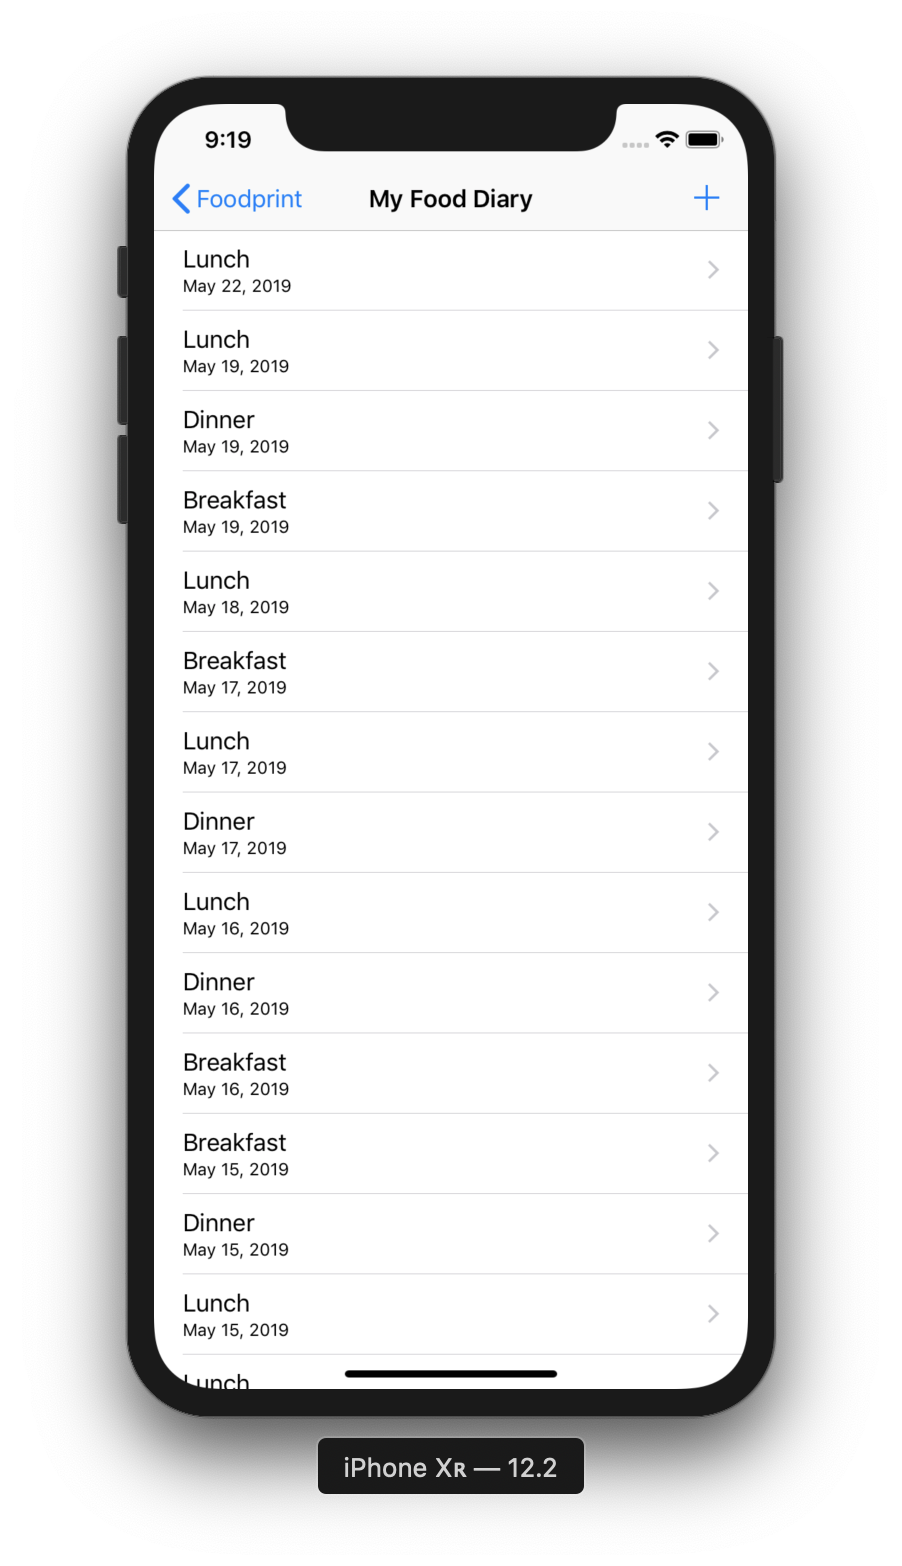 9:19
Foodprint
My Food Diary
Lunch
May 22, 2019
Lunch
May 19, 2019
Dinner
May 19, 2019
Breakfast
May 19, 2019
Lunch
May 18, 2019
Breakfast
May 17, 2019
Lunch
May 17, 2019
Dinner
May 17, 2019
Lunch
May 16, 2019
Dinner
May 16, 2019
Breakfast
May 16, 2019
Breakfast
May 15, 2019
Dinner
May 15, 2019
Lunch
May 15, 2019
Lunch
iPhone Xʀ — 12.2